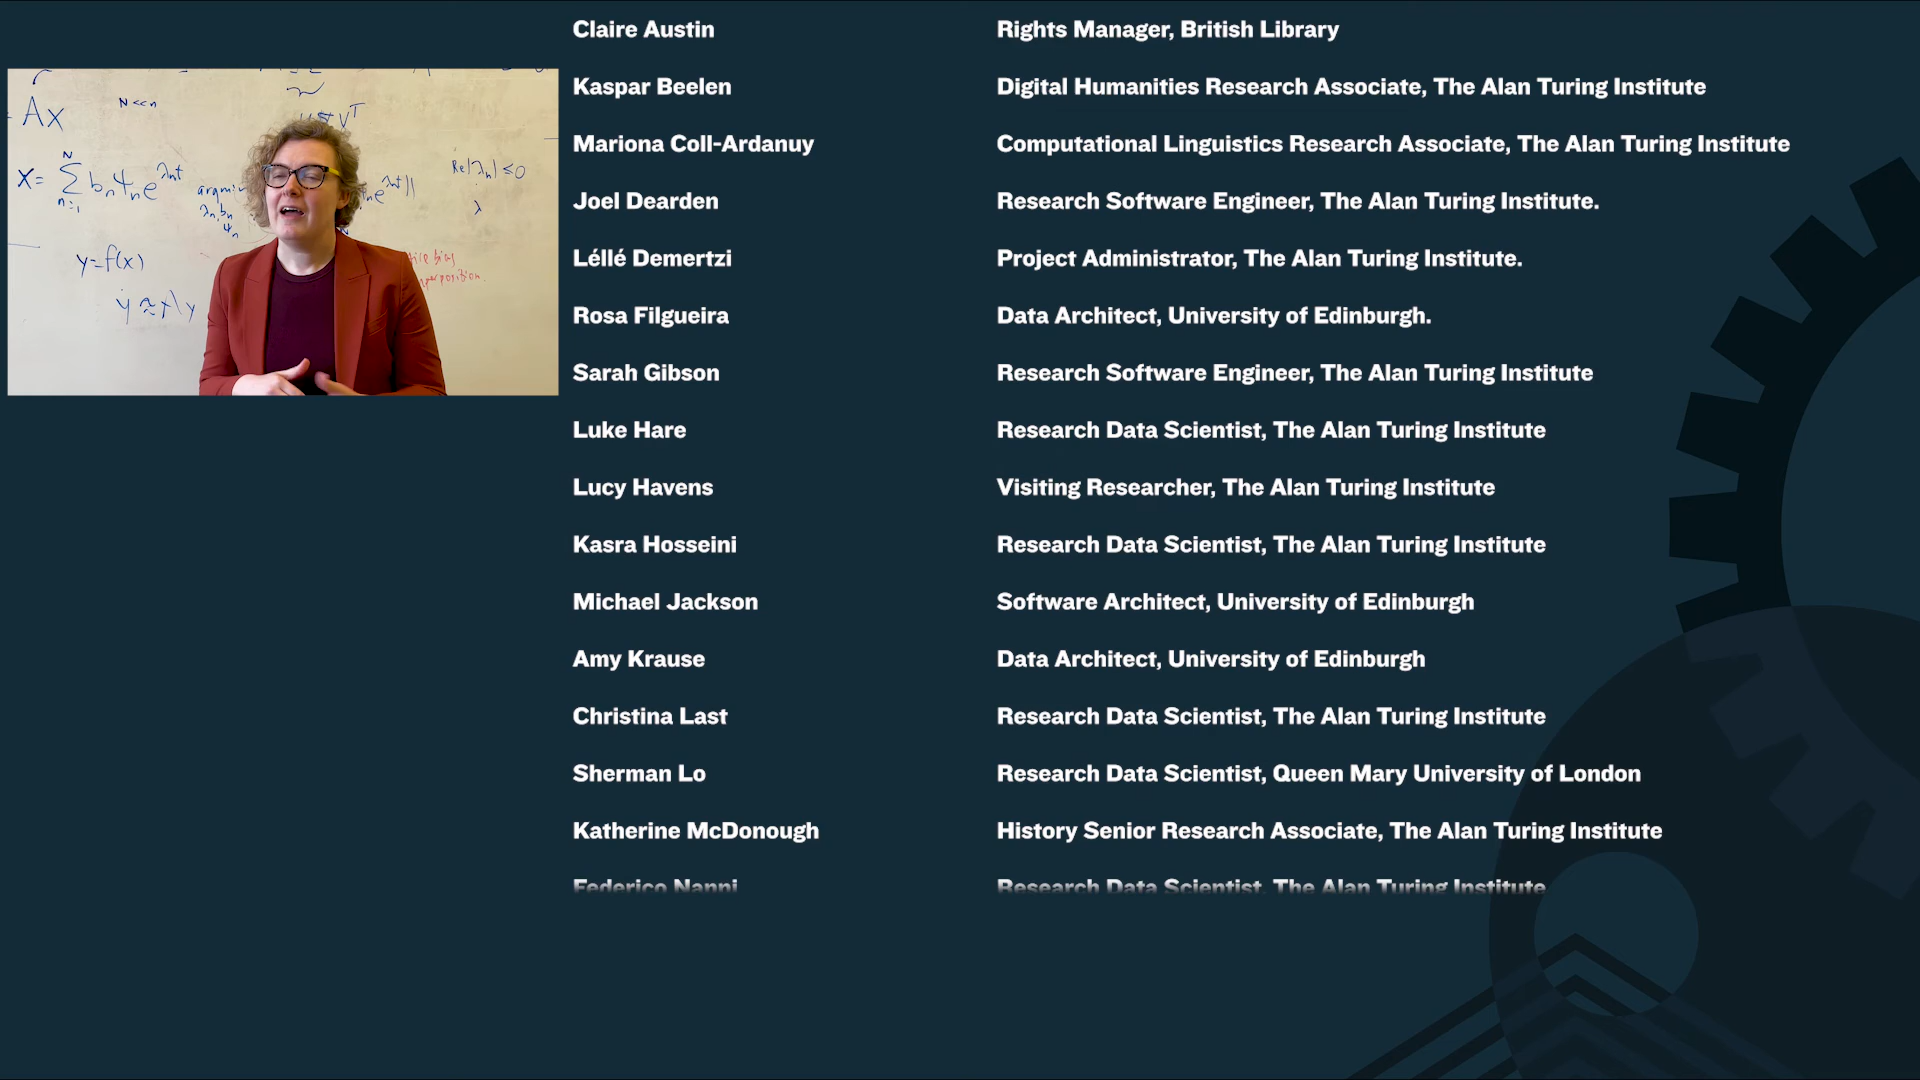 Claire Austin Rights Manager, British Library
Kaspar Beelen Digital Humanities Research Associate, The Alan Turing Institute
Mariona Coll-Ardanuy Computational Linguistics Research Associate, The Alan Turing Institute
Joel Dearden Research Software Engineer, The Alan Turing Institute.
Léllé Demertzi Project Administrator, The Alan Turing Institute.
Rosa Filgueira Data Architect, University of Edinburgh.
Sarah Gibson Research Software Engineer, The Alan Turing Institute
Luke Hare Research Data Scientist, The Alan Turing Institute
Lucy Havens Visiting Researcher, The Alan Turing Institute
Kasra Hosseini Research Data Scientist, The Alan Turing Institute
Michael Jackson Software Architect, University of Edinburgh
Amy Krause Data Architect, University of Edinburgh
Christina Last Research Data Scientist, The Alan Turing Institute
Sherman Lo Research Data Scientist, Queen Mary University of London
Katherine McDonough History Senior Research Associate, The Alan Turing Institute
Federico Nanni Research Data Scientist, The Alan Turing Institute
Ax
N<<n
y=f(x)